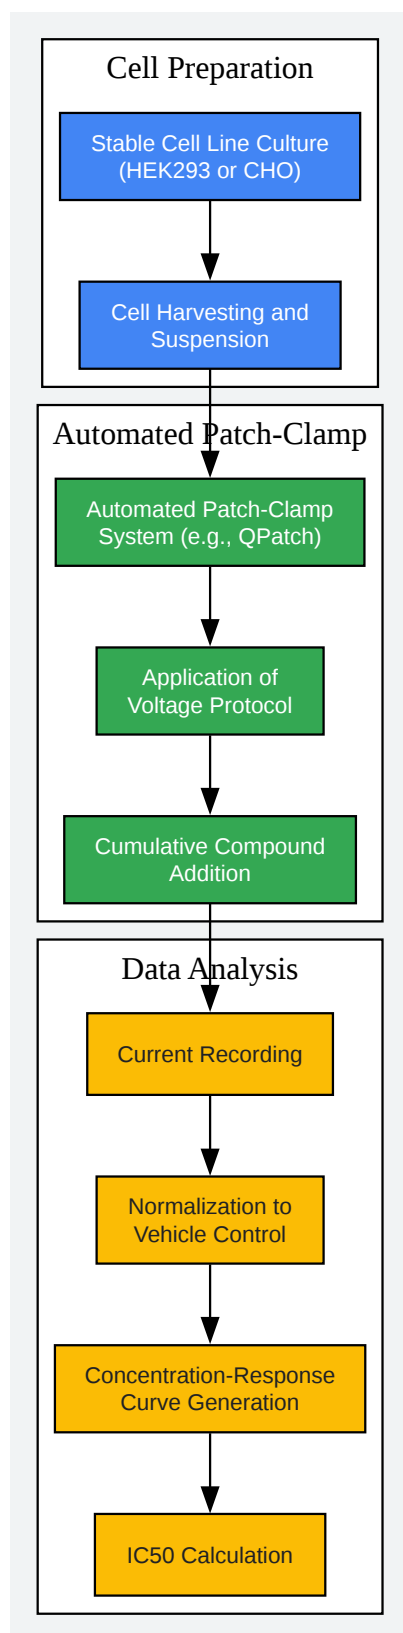 Cell Preparation
Stable Cell Line Culture
(HEK293 or CHO)
Cell Harvesting and
Suspension
Automated Patch-Clamp
Automated Patch-Clamp
System (e.g., QPatch)
Application of
Voltage Protocol
Cumulative Compound
Addition
Data Analysis
Current Recording
Normalization to
Vehicle Control
Concentration-Response
Curve Generation
IC50 Calculation